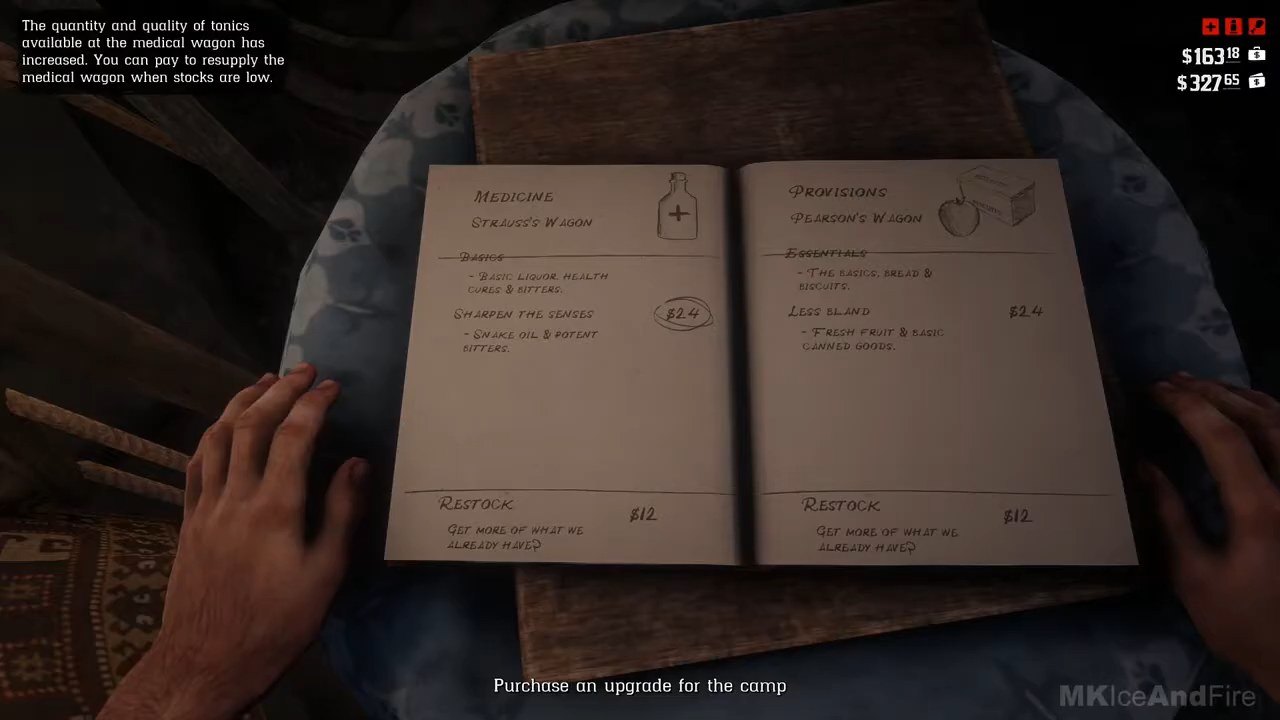 The quantity and quality of tonics
available at the medical wagon has
increased. You can pay to resupply the
medical wagon when stocks are low.
$163.18
$327.65
MEDICINE
STRAUSS'S WAGON
BASICS
- BASIC LIQUOR, HEALTH
CURES & BITTERS.
SHARPEN THE SENSES $24
- SNAKE OIL & POTENT
BITTERS.
RESTOCK $12
GET MORE OF WHAT WE
ALREADY HAVE?
PROVISIONS
PEARSON'S WAGON
ESSENTIALS
- THE BASICS, BREAD &
BISCUITS.
LESS BLAND $24
- FRESH FRUIT & BASIC
CANNED GOODS.
RESTOCK $12
GET MORE OF WHAT WE
ALREADY HAVE?
Purchase an upgrade for the camp
MKIceAndFire